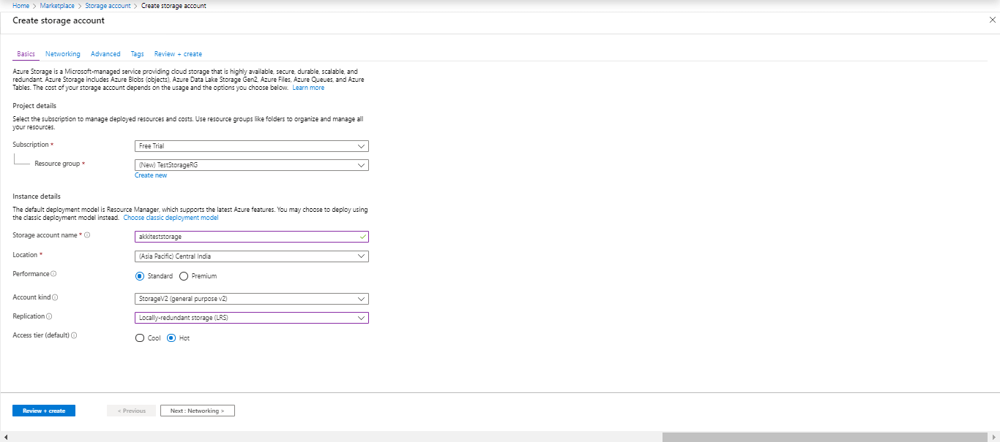 Home > Marketplace > Storage account > Create storage account
Create storage account
Basics Networking Advanced Tags Review + create
Azure Storage is a Microsoft-managed service providing cloud storage that is highly available, secure, durable, scalable, and
redundant. Azure Storage includes Azure Blobs (objects), Azure Data Lake Storage Gen2, Azure Files, Azure Queues, and Azure
Tables. The cost of your storage account depends on the usage and the options you choose below. Learn more
Project details
Select the subscription to manage deployed resources and costs. Use resource groups like folders to organize and manage all
your resources.
Subscription * Free Trial
Resource group * (New) TestStorageRG
Create new
Instance details
The default deployment model is Resource Manager, which supports the latest Azure features. You may choose to deploy using
the classic deployment model instead. Choose classic deployment model
Storage account name * akkiteststorage
Location * (Asia Pacific) Central India
Performance Standard Premium
Account kind StorageV2 (general purpose v2)
Replication Locally-redundant storage (LRS)
Access tier (default) Cool Hot
Review + create < Previous Next : Networking >